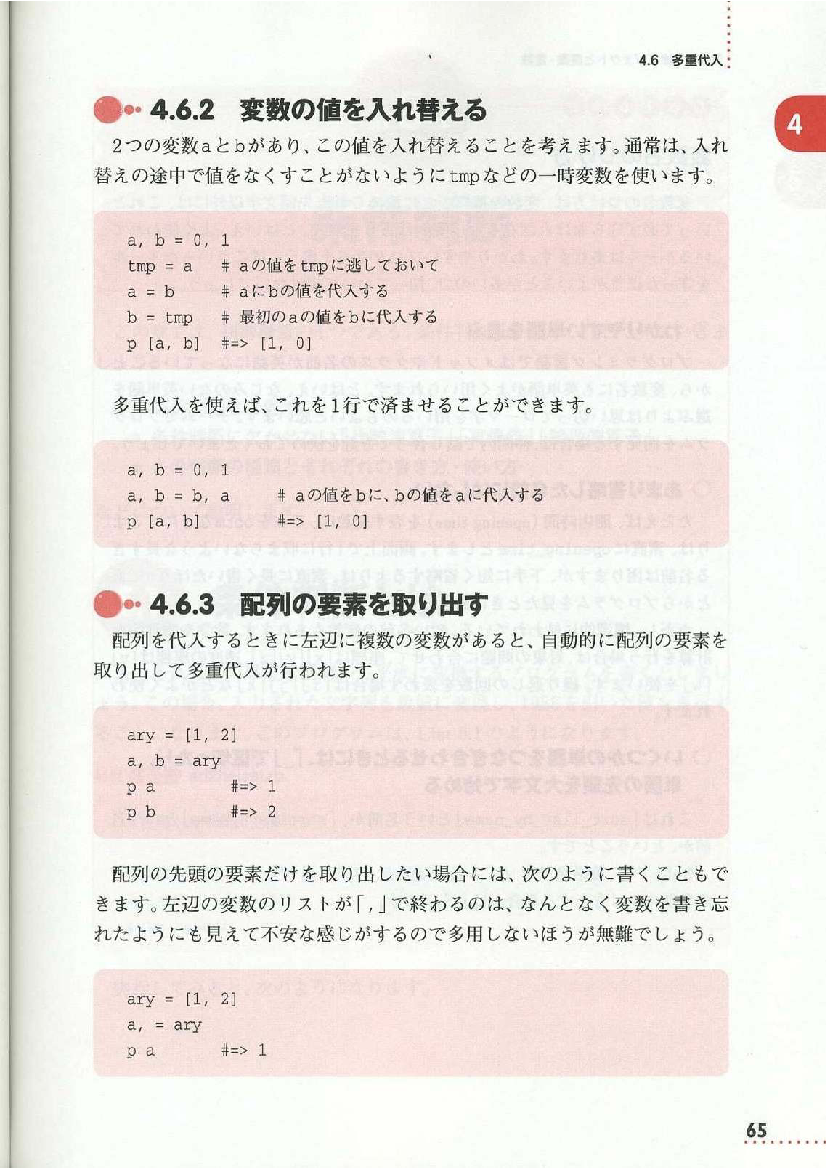 4.6 多重代入
4
4.6.2 変数の値を入れ替える
2つの変数aとbがあり、この値を入れ替えることを考えます。通常は、入れ
替えの途中で値をなくすことがないようにtmpなどの一時変数を使います。
a, b = 0, 1
tmp = a # aの値をtmpに逃しておいて
a = b # aにbの値を代入する
b = tmp # 最初のaの値をbに代入する
p [a, b] #=> [1, 0]
多重代入を使えば、これを1行で済ませることができます。
a, b = 0, 1
a, b = b, a # aの値をbに、bの値をaに代入する
p [a, b] #=> [1, 0]
4.6.3 配列の要素を取り出す
配列を代入するときに左辺に複数の変数があると、自動的に配列の要素を
取り出して多重代入が行われます。
ary = [1, 2]
a, b = ary
p a #=> 1
p b #=> 2
配列の先頭の要素だけを取り出したい場合には、次のように書くこともで
きます。左辺の変数のリストが「,」で終わるのは、なんとなく変数を書き忘
れたようにも見えて不安な感じがするので多用しないほうが無難でしょう。
ary = [1, 2]
a, = ary
p a #=> 1
65